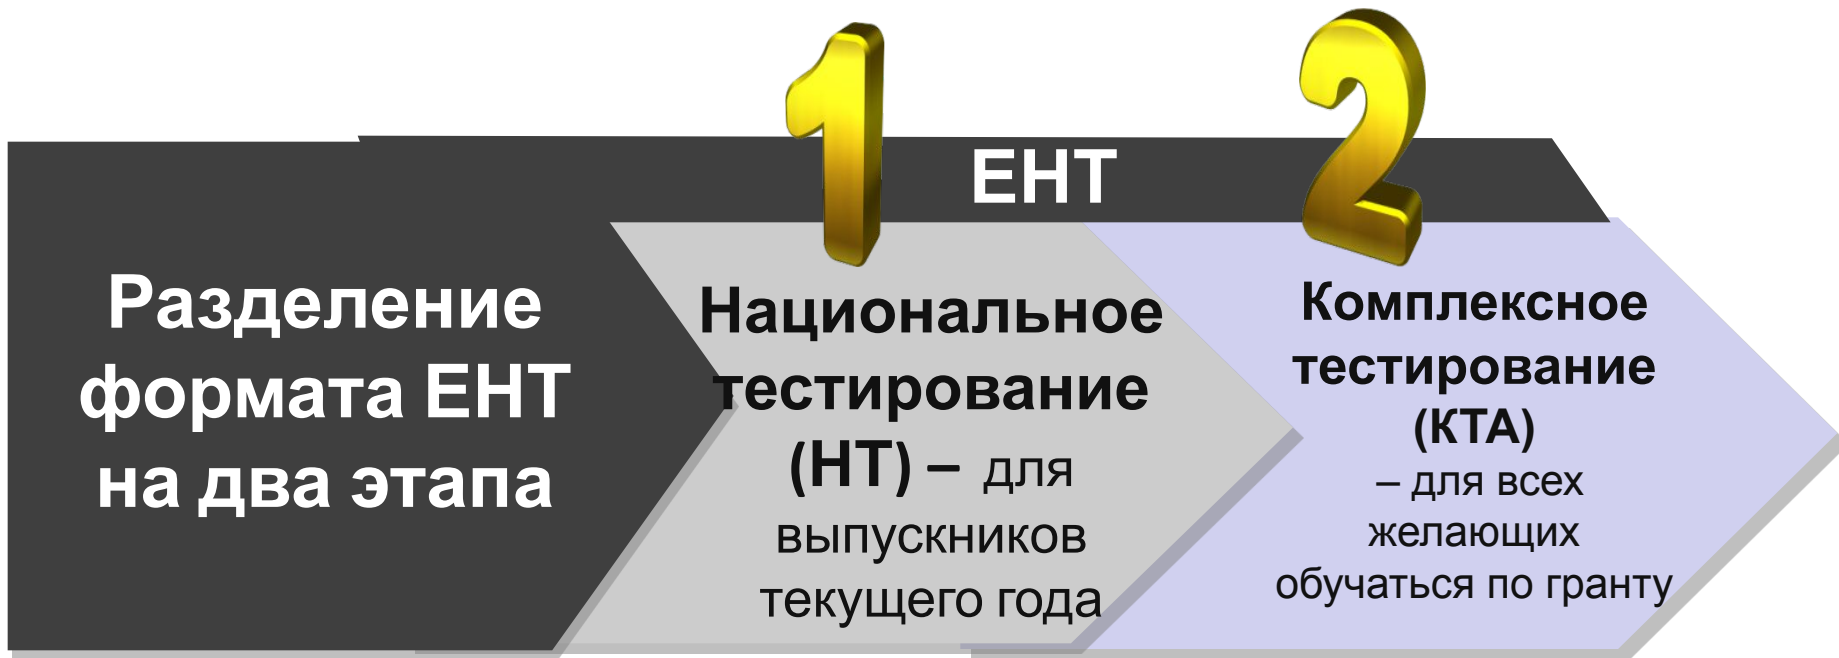 1
2
ЕНТ
Разделение
формата ЕНТ
на два этапа
Национальное
тестирование
(НТ) – для
выпускников
текущего года
Комплексное
тестирование
(КТА)
– для всех
желающих
обучаться по гранту